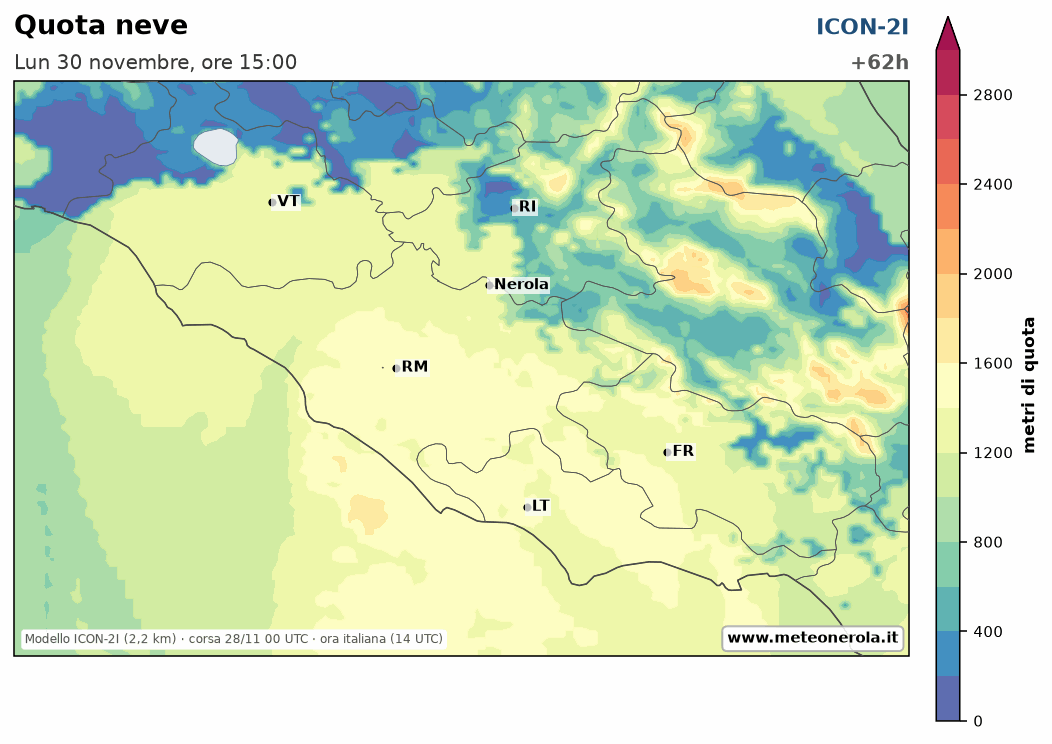 Quota neve
ICON-2I
Lun 30 novembre, ore 15:00
+62h
VT
RI
Nerola
RM
FR
LT
Modello ICON-2I (2,2 km) · corsa 28/11 00 UTC · ora italiana (14 UTC)
www.meteonerola.it
2800
2400
2000
1600
1200
800
400
0
metri di quota